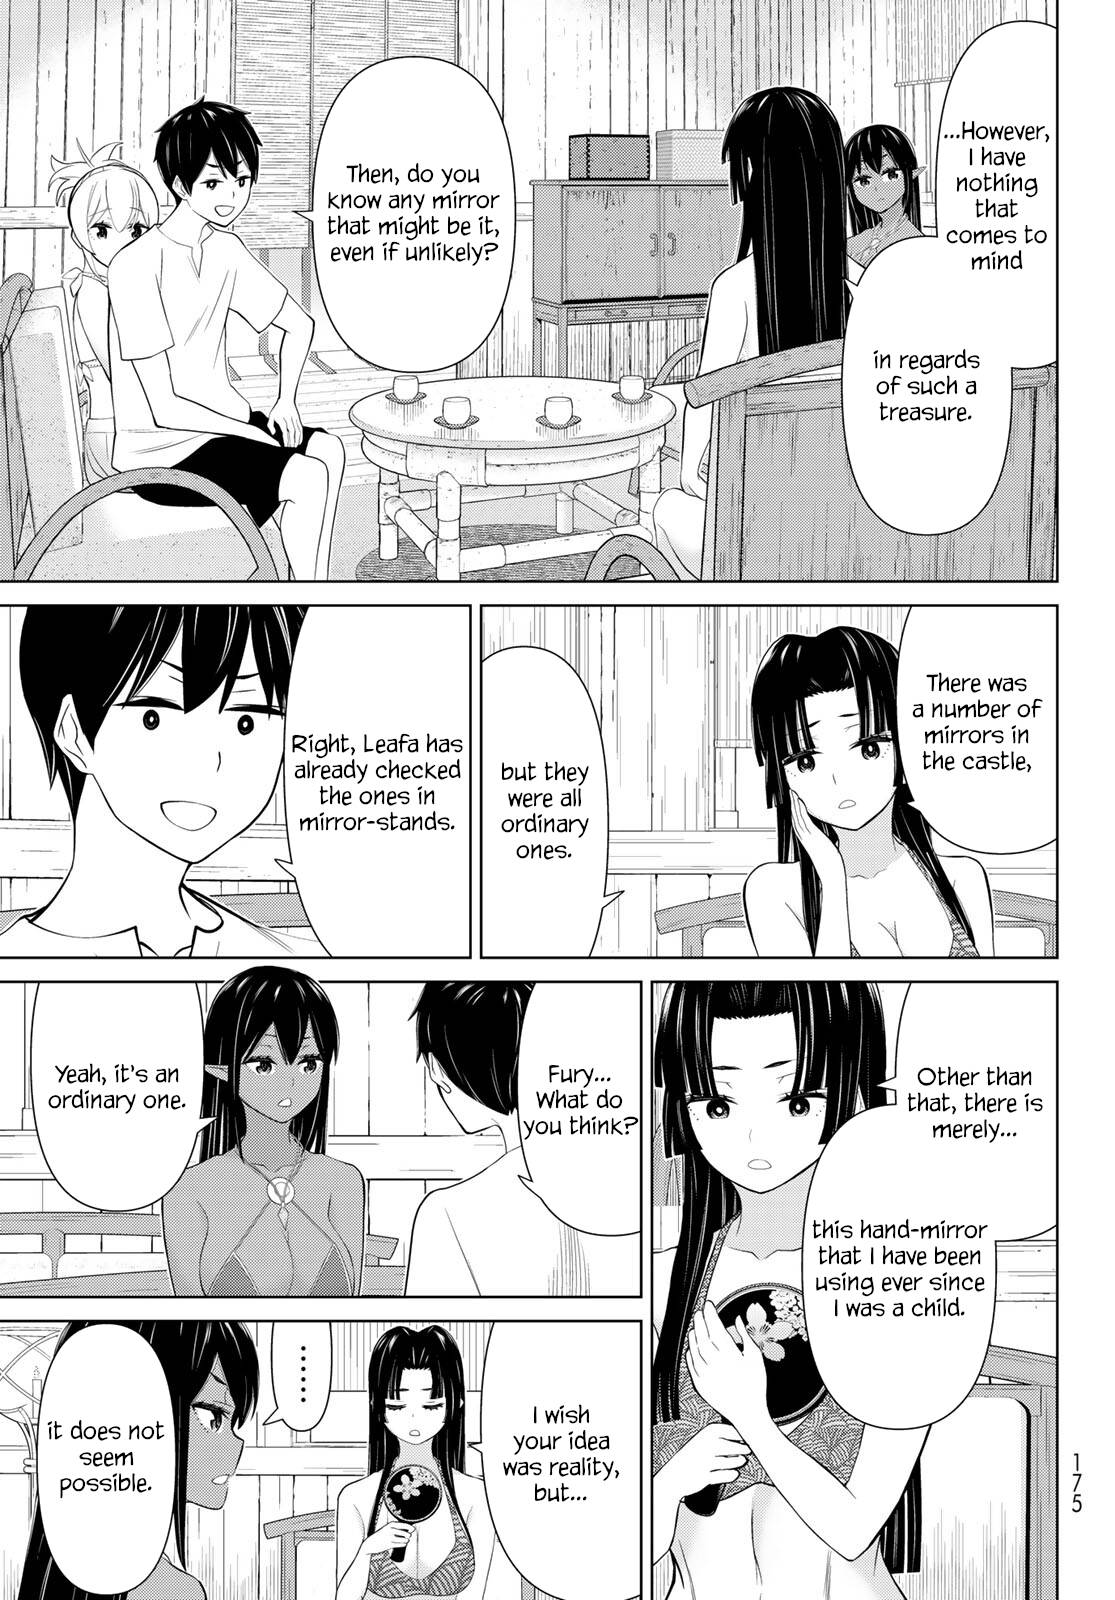 ...However,
I have
nothing
that
comes to
mind
in regards
of such a
treasure.
Then, do you
know any mirror
that might be it,
even if unlikely?
There was
a number of
mirrors in
the castle,
but they
were all
ordinary
ones.
Right, Leafa has
already checked
the ones in
mirror-stands.
Other than
that, there is
merely...
this hand-mirror
that I have been
using ever since
I was a child.
Fury...
What do
you think?
Yeah, it's an
ordinary one.
I wish
your idea
was reality,
but...
......
it does not
seem
possible.
175